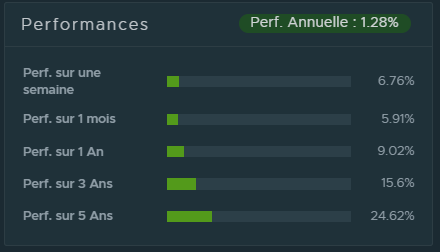 Performances
Perf. Annuelle : 1.28%
Perf. sur une
semaine
6.76%
Perf. sur 1 mois
5.91%
Perf. sur 1 An
9.02%
Perf. sur 3 Ans
15.6%
Perf. sur 5 Ans
24.62%